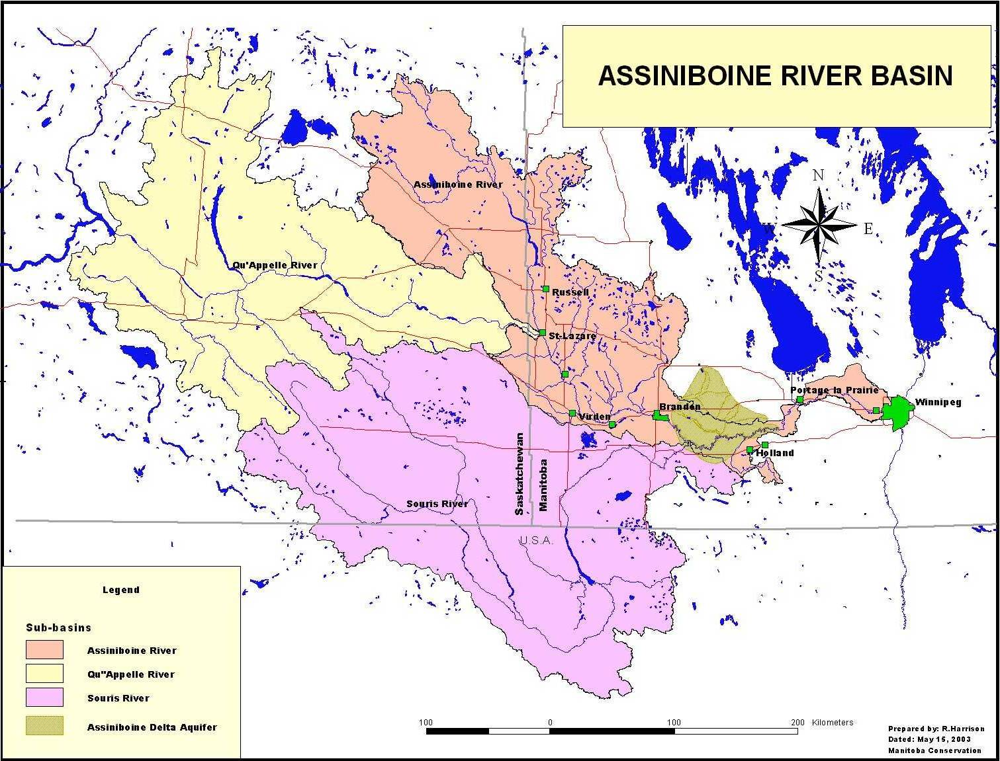 ASSINIBOINE RIVER BASIN
N
W
E
S
Assiniboine River
Qu'Appelle River
Russell
St-Lazare
Portage la Prairie
Winnipeg
Brandon
Virden
Holland
Saskatchewan
Manitoba
Souris River
U.S.A.
Legend
Sub-basins
Assiniboine River
Qu"Appelle River
Souris River
Assiniboine Delta Aquifer
100 0 100 200 Kilometers
Prepared by: R.Harrison
Dated: May 15, 2003
Manitoba Conservation